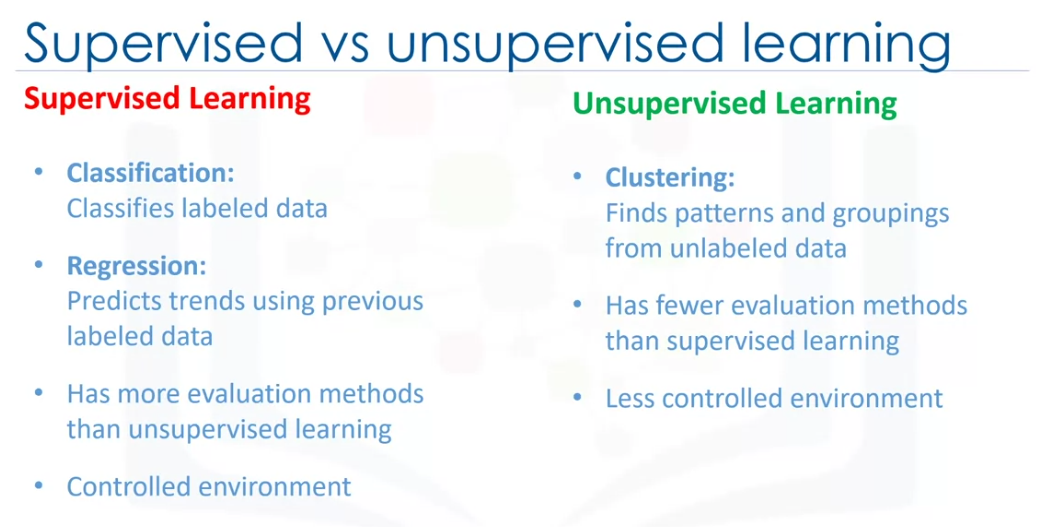 Supervised vs unsupervised learning
Supervised Learning
• Classification:
Classifies labeled data
• Regression:
Predicts trends using previous
labeled data
• Has more evaluation methods
than unsupervised learning
• Controlled environment
Unsupervised Learning
• Clustering:
Finds patterns and groupings
from unlabeled data
• Has fewer evaluation methods
than supervised learning
• Less controlled environment